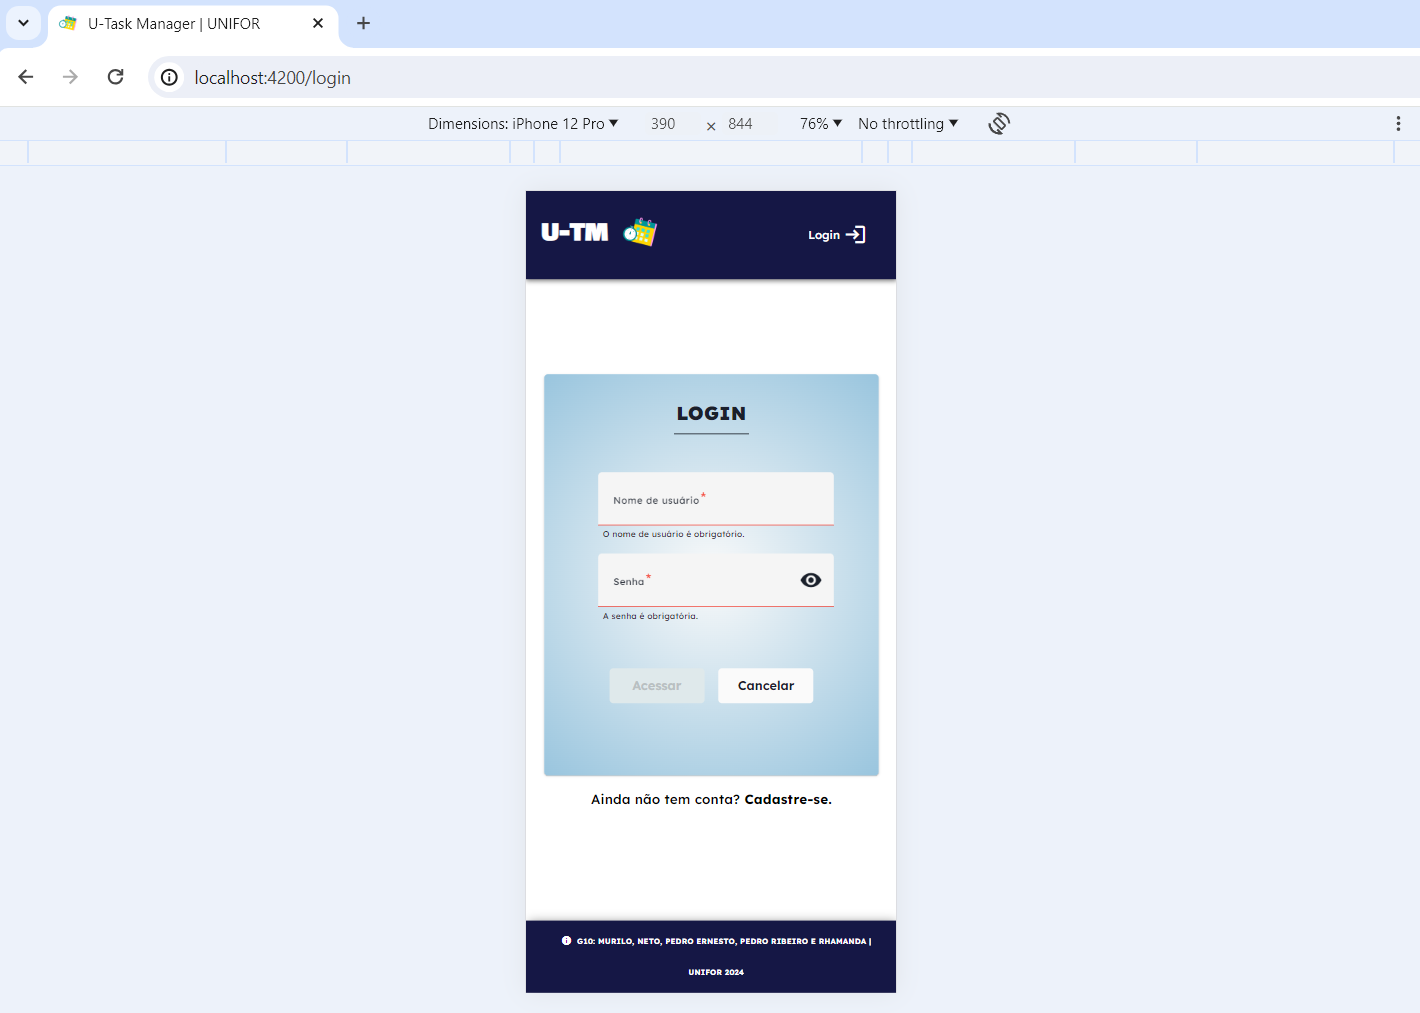 U-Task Manager | UNIFOR
localhost:4200/login
Dimensions: iPhone 12 Pro 390 × 844 76% No throttling
U-TM Login
LOGIN
Nome de usuário*
O nome de usuário é obrigatório.
Senha*
A senha é obrigatória.
Acessar Cancelar
Ainda não tem conta? Cadastre-se.
G10: MURILO, NETO, PEDRO ERNESTO, PEDRO RIBEIRO E RHAMANDA |
UNIFOR 2024